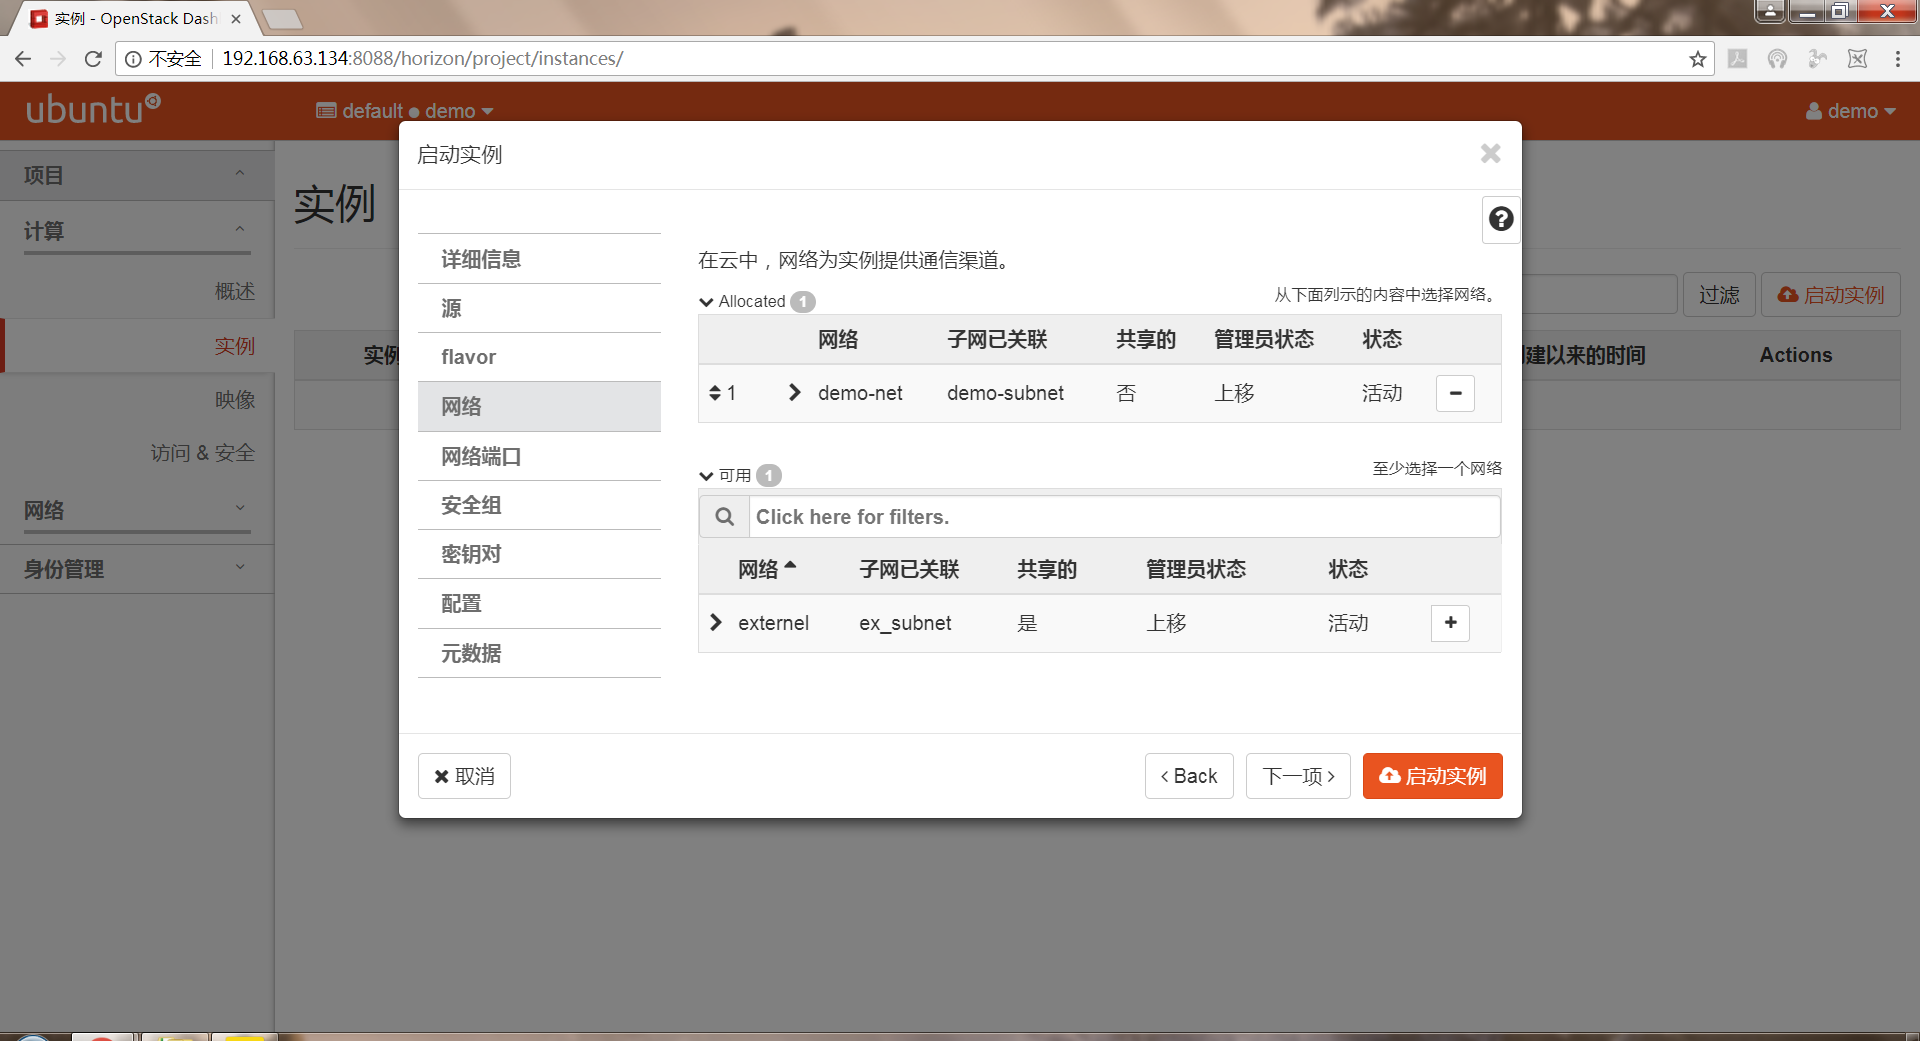 实例 - OpenStack Dash
不安全 192.168.63.134:8088/horizon/project/instances/
ubuntu default demo demo
启动实例
项目
实例
计算
详细信息
在云中，网络为实例提供通信渠道。
概述
源
Allocated 1 从下面列示的内容中选择网络。
过滤 启动实例
网络 子网已关联 共享的 管理员状态 状态
实例
flavor
实例 建以来的时间 Actions
1 demo-net demo-subnet 否 上移 活动
映像
网络
访问 & 安全
网络端口
可用 1 至少选择一个网络
网络
安全组
Click here for filters.
身份管理
密钥对
网络 子网已关联 共享的 管理员状态 状态
配置
externel ex_subnet 是 上移 活动
元数据
取消 Back 下一项 启动实例